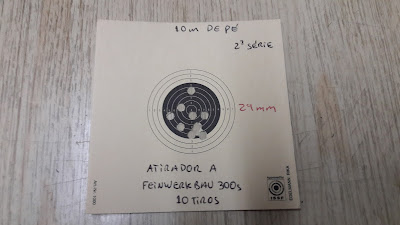 10m DE PÉ
2ª SÉRIE
29mm
ATIRADOR A
FEINWERKBAU 300s
10 TIROS